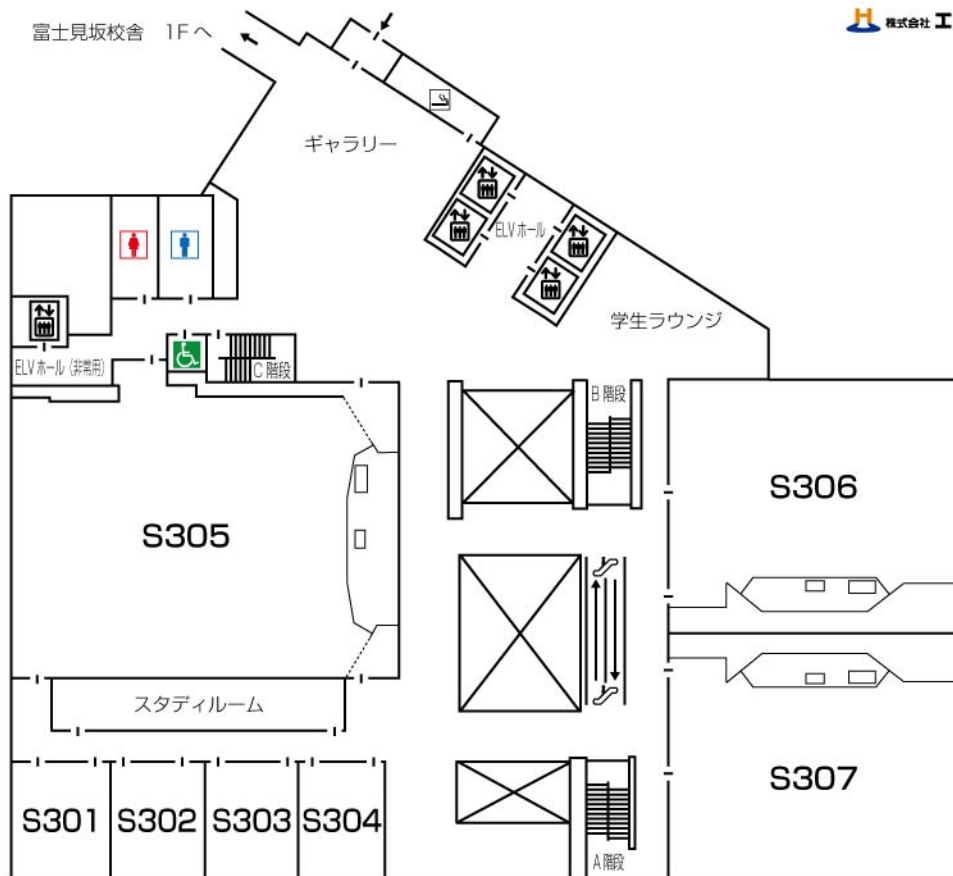 富士見坂校舎 1Fへ
株式会社 エ
ギャラリー
ELVホール
学生ラウンジ
ELVホール（非常用）
C階段
B階段
S305
S306
スタディルーム
S307
S301
S302
S303
S304
A階段